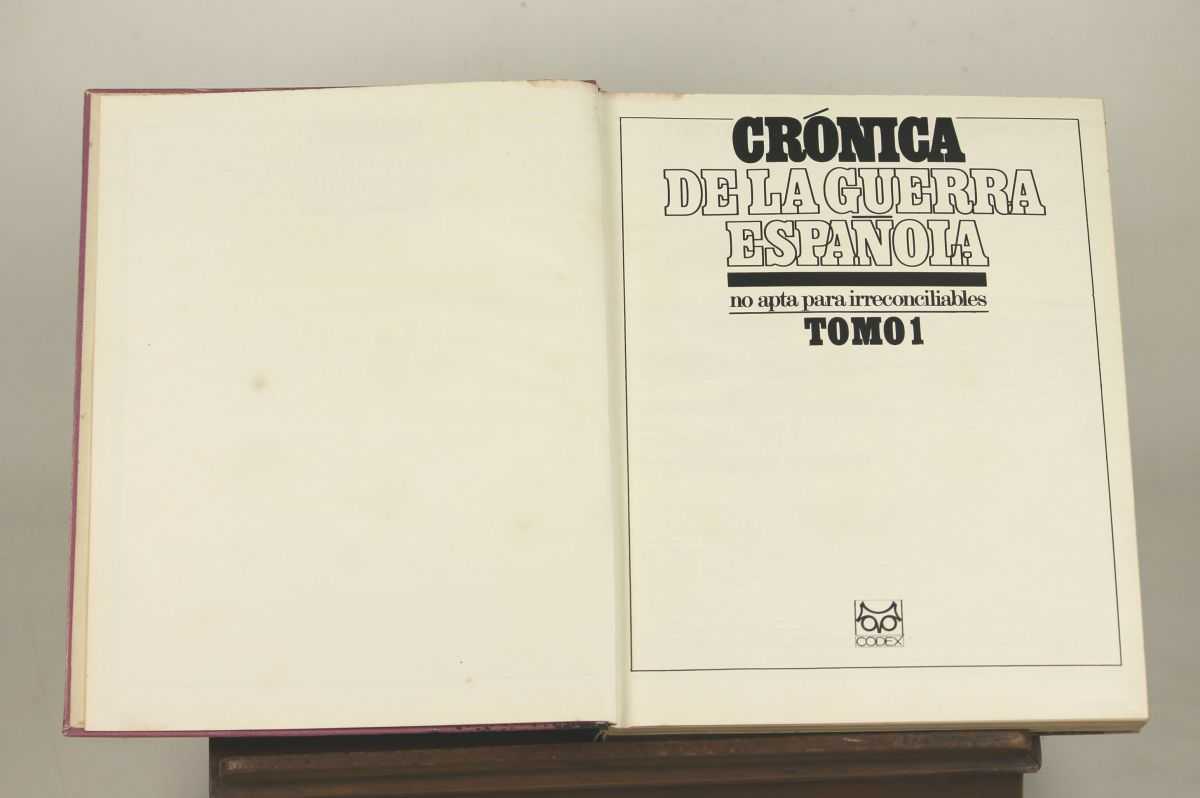 CRÓNICA
DE LA GUERRA
ESPAÑOLA
no apta para irreconciliables
TOMO 1
CODEX